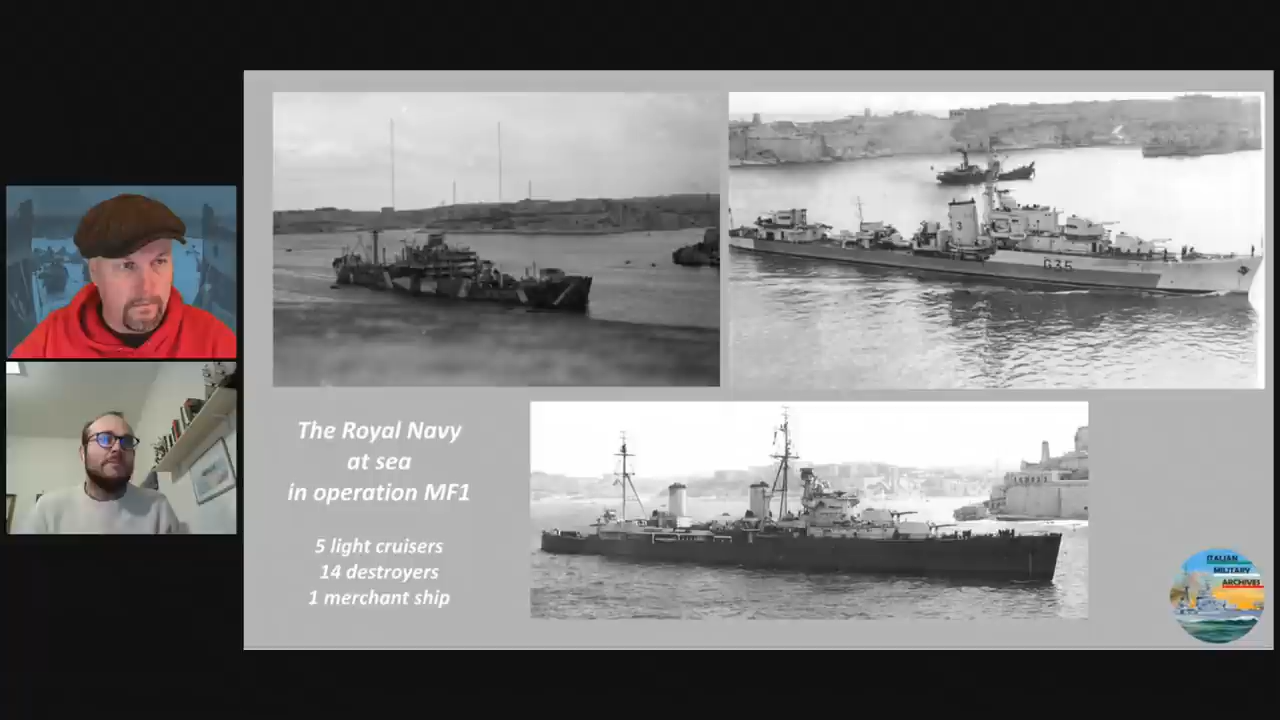 3
G35
The Royal Navy
at sea
in operation MF1
5 light cruisers
14 destroyers
1 merchant ship
ITALIAN
MILITARY
ARCHIVES